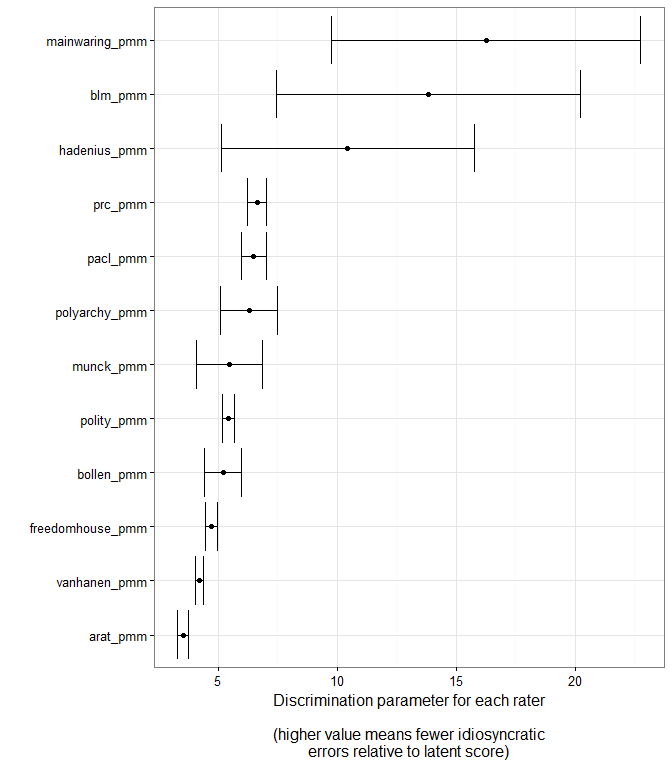 mainwaring_pmm
blm_pmm
hadenius_pmm
prc_pmm
pacl_pmm
polyarchy_pmm
munck_pmm
polity_pmm
bollen_pmm
freedomhouse_pmm
vanhanen_pmm
arat_pmm
5 10 15 20
Discrimination parameter for each rater
(higher value means fewer idiosyncratic
errors relative to latent score)